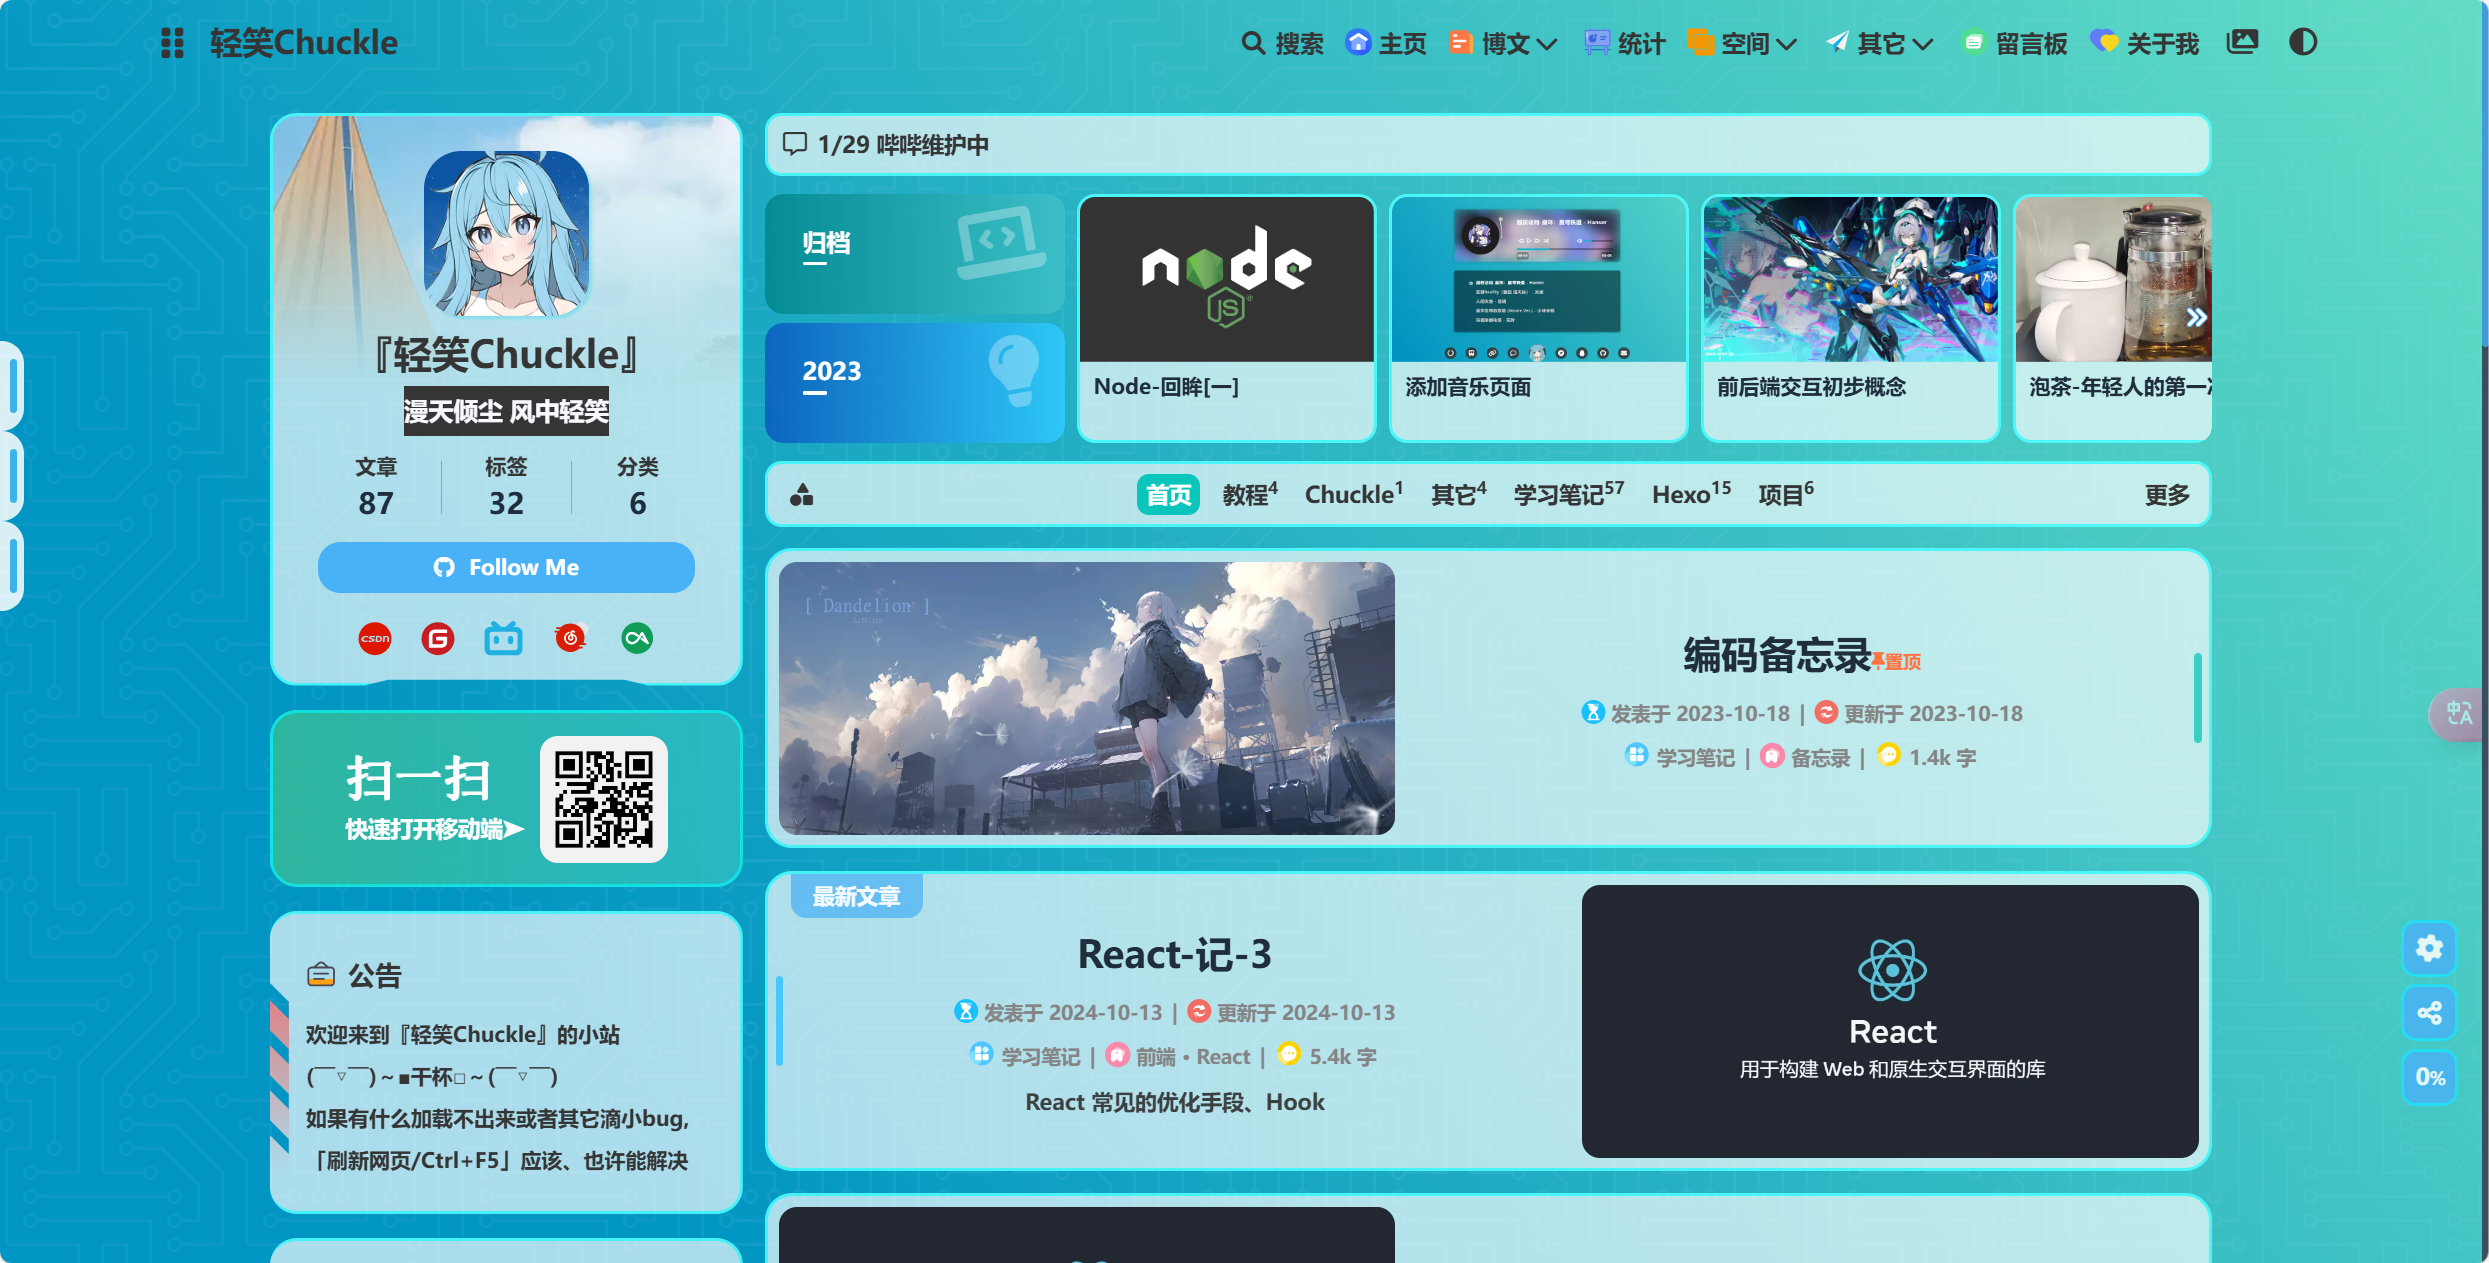 轻笑Chuckle
搜索 主页 博文 统计 空间 其它 留言板 关于我
『轻笑Chuckle』
漫天倾尘 风中轻笑
文章 标签 分类
87 32 6
Follow Me
CSDN
扫一扫
快速打开移动端➤
公告
欢迎来到『轻笑Chuckle』的小站
(￣▽￣)～■干杯□～(￣▽￣)
如果有什么加载不出来或者其它滴小bug,
「刷新网页/Ctrl+F5」应该、也许能解决
1/29 哔哔维护中
归档
2023
node
JS
Node-回眸[一]
添加音乐页面
前后端交互初步概念
泡茶-年轻人的第一
首页 教程4 Chuckle1 其它4 学习笔记57 Hexo15 项目6 更多
[ Dandelion ]
编码备忘录置顶
发表于 2023-10-18 | 更新于 2023-10-18
学习笔记 | 备忘录 | 1.4k 字
最新文章
React-记-3
发表于 2024-10-13 | 更新于 2024-10-13
学习笔记 | 前端 • React | 5.4k 字
React 常见的优化手段、Hook
React
用于构建 Web 和原生交互界面的库
中A
0%